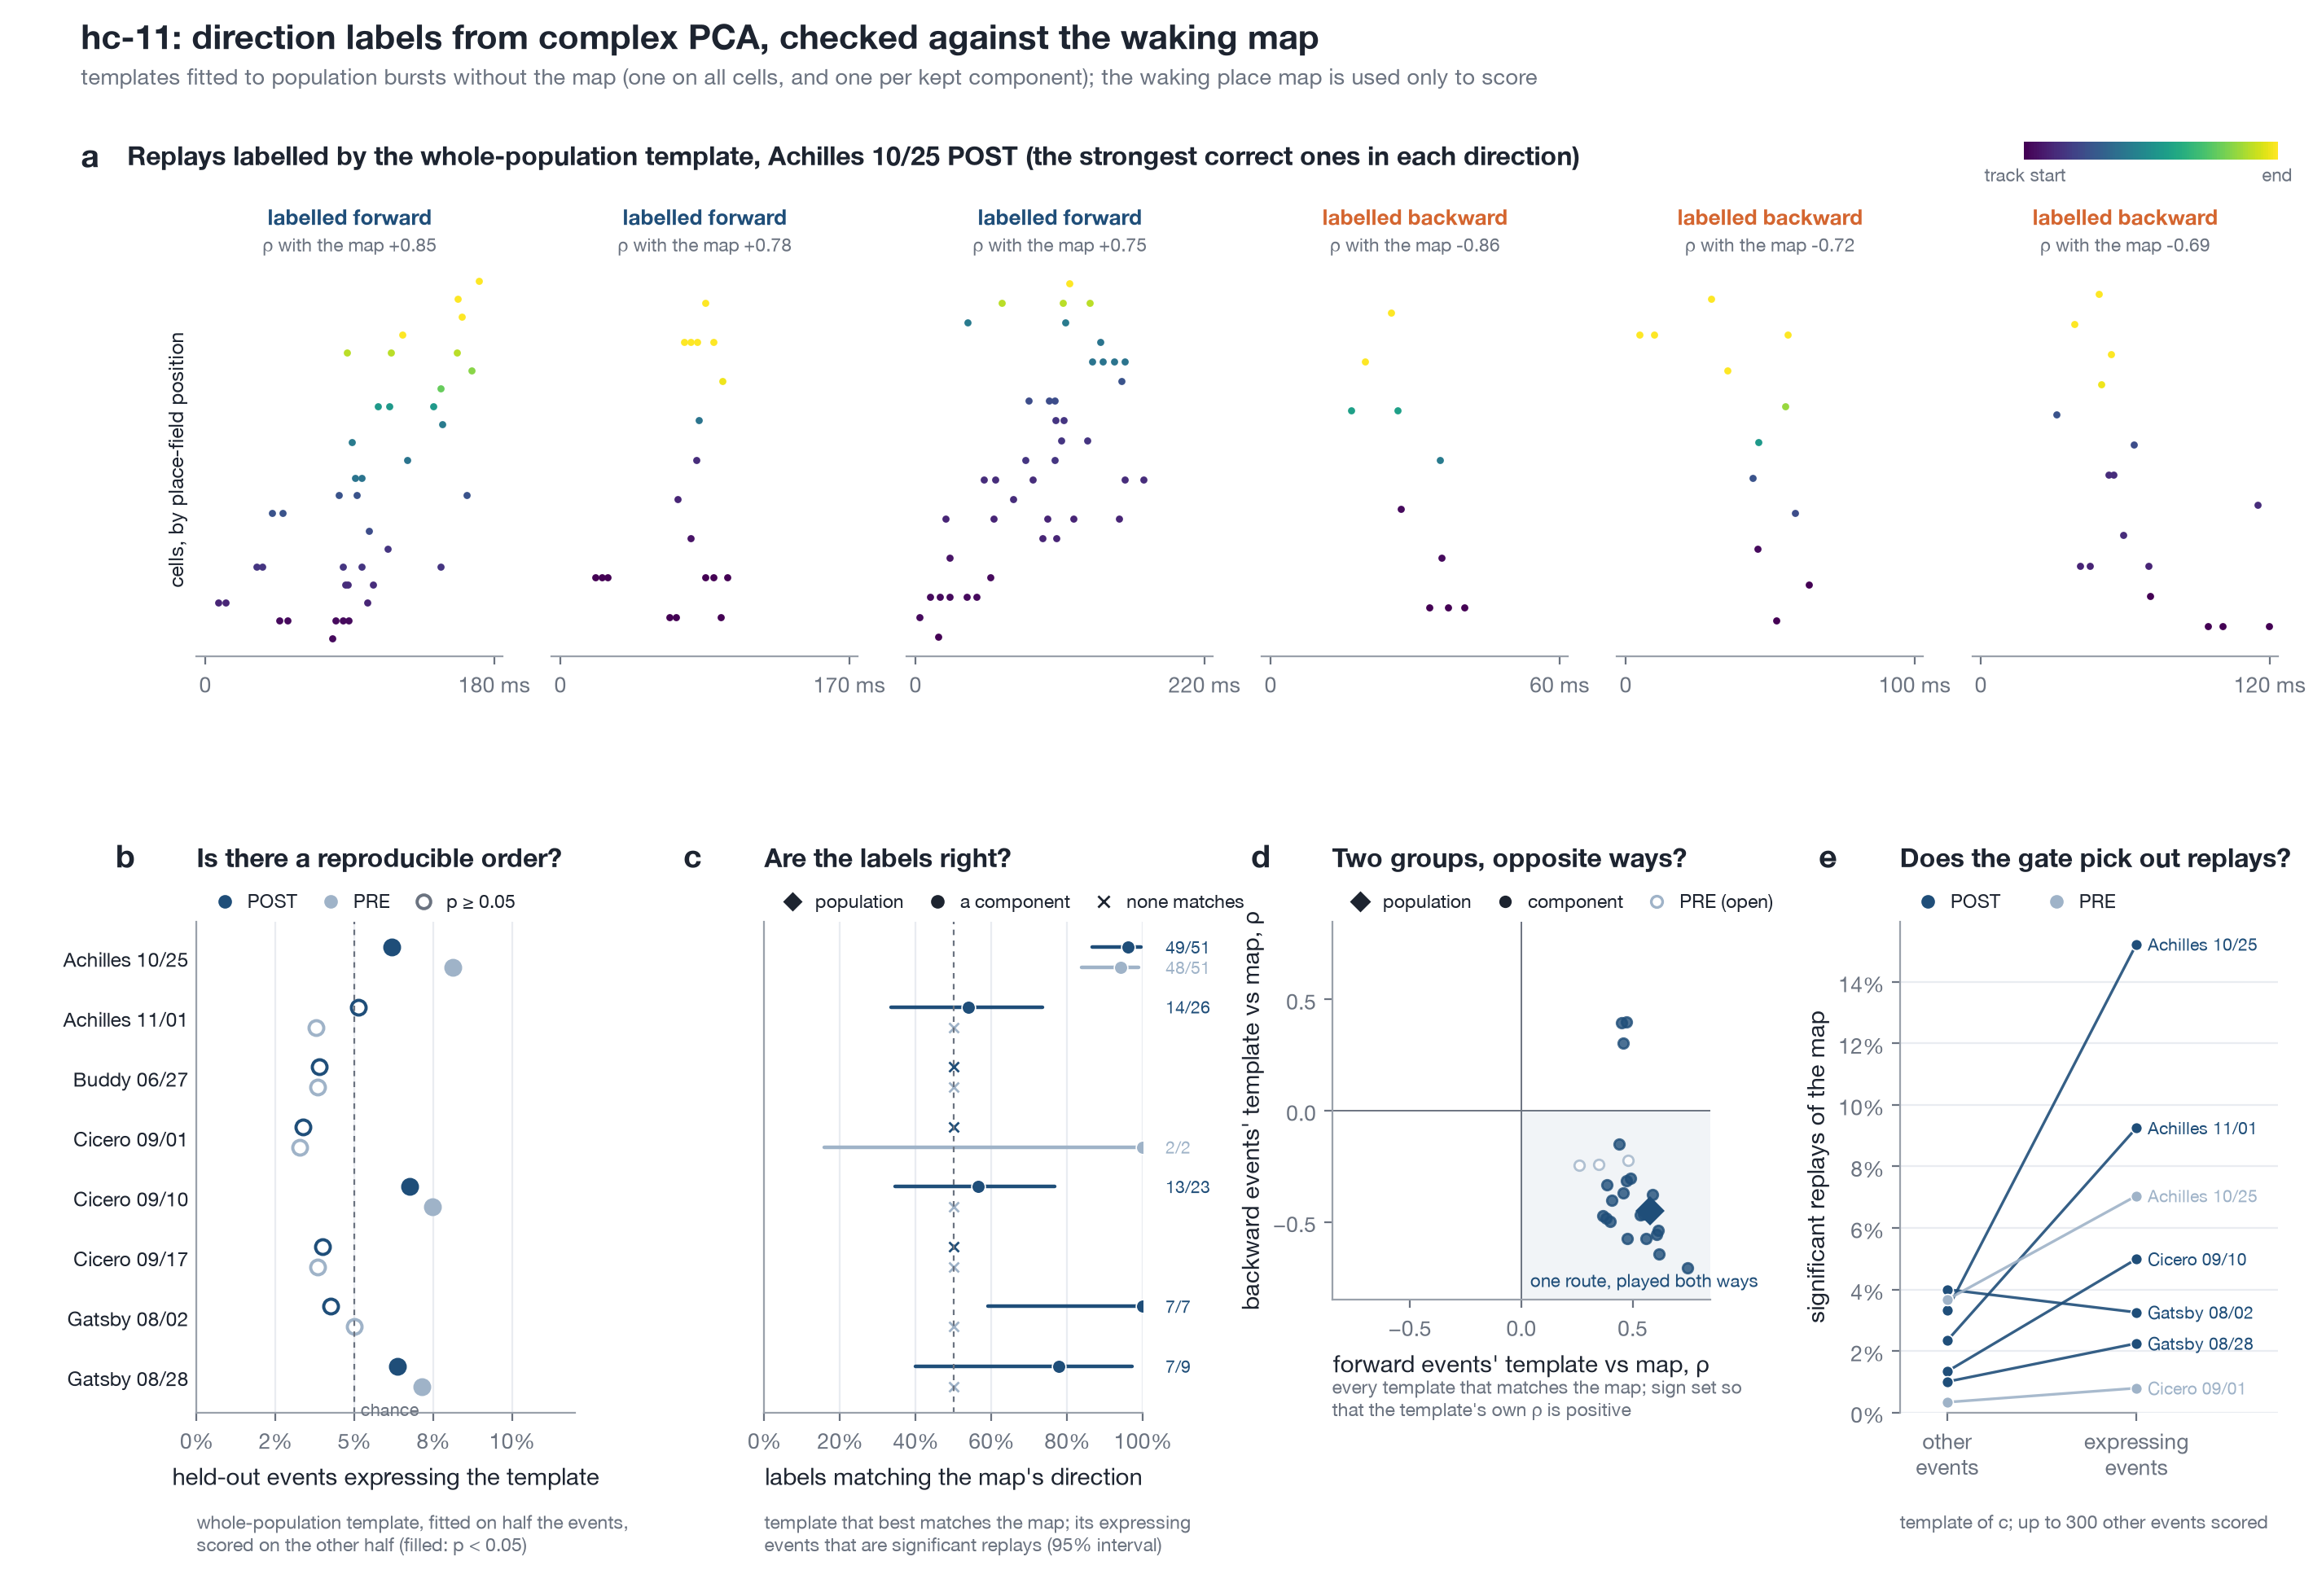 hc-11: direction labels from complex PCA, checked against the waking map
templates fitted to population bursts without the map (one on all cells, and one per kept component); the waking place map is used only to score
a Replays labelled by the whole-population template, Achilles 10/25 POST (the strongest correct ones in each direction)
track start end
labelled forward labelled forward labelled forward labelled backward labelled backward labelled backward
ρ with the map +0.85 ρ with the map +0.78 ρ with the map +0.75 ρ with the map -0.86 ρ with the map -0.72 ρ with the map -0.69
cells, by place-field position
0 180 ms 0 170 ms 0 220 ms 0 60 ms 0 100 ms 0 120 ms
b Is there a reproducible order?
POST PRE p ≥ 0.05
Achilles 10/25
Achilles 11/01
Buddy 06/27
Cicero 09/01
Cicero 09/10
Cicero 09/17
Gatsby 08/02
Gatsby 08/28
chance
0% 2% 5% 8% 10%
held-out events expressing the template
whole-population template, fitted on half the events,
scored on the other half (filled: p < 0.05)
c Are the labels right?
population a component none matches
49/51
48/51
14/26
2/2
13/23
7/7
7/9
0% 20% 40% 60% 80% 100%
labels matching the map's direction
template that best matches the map; its expressing
events that are significant replays (95% interval)
d Two groups, opposite ways?
population component PRE (open)
backward events' template vs map, ρ
0.5
0.0
−0.5
one route, played both ways
−0.5 0.0 0.5
forward events' template vs map, ρ
every template that matches the map; sign set so
that the template's own ρ is positive
e Does the gate pick out replays?
POST PRE
significant replays of the map
14%
12%
10%
8%
6%
4%
2%
0%
Achilles 10/25
Achilles 11/01
Achilles 10/25
Cicero 09/10
Gatsby 08/02
Gatsby 08/28
Cicero 09/01
other expressing
events events
template of c; up to 300 other events scored